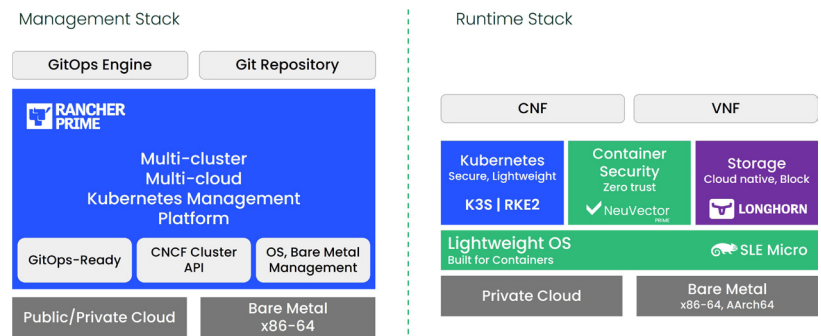 Management Stack
GitOps Engine
Git Repository
RANCHER
PRIME
Multi-cluster
Multi-cloud
Kubernetes Management
Platform
GitOps-Ready
CNCF Cluster
API
OS, Bare Metal
Management
Public/Private Cloud
Bare Metal
x86-64
Runtime Stack
CNF
VNF
Kubernetes
Secure, Lightweight
K3S | RKE2
Container
Security
Zero trust
NeuVector
PRIME
Storage
Cloud native, Block
LONGHORN
Lightweight OS
Built for Containers
SLE Micro
Private Cloud
Bare Metal
x86-64, AArch64